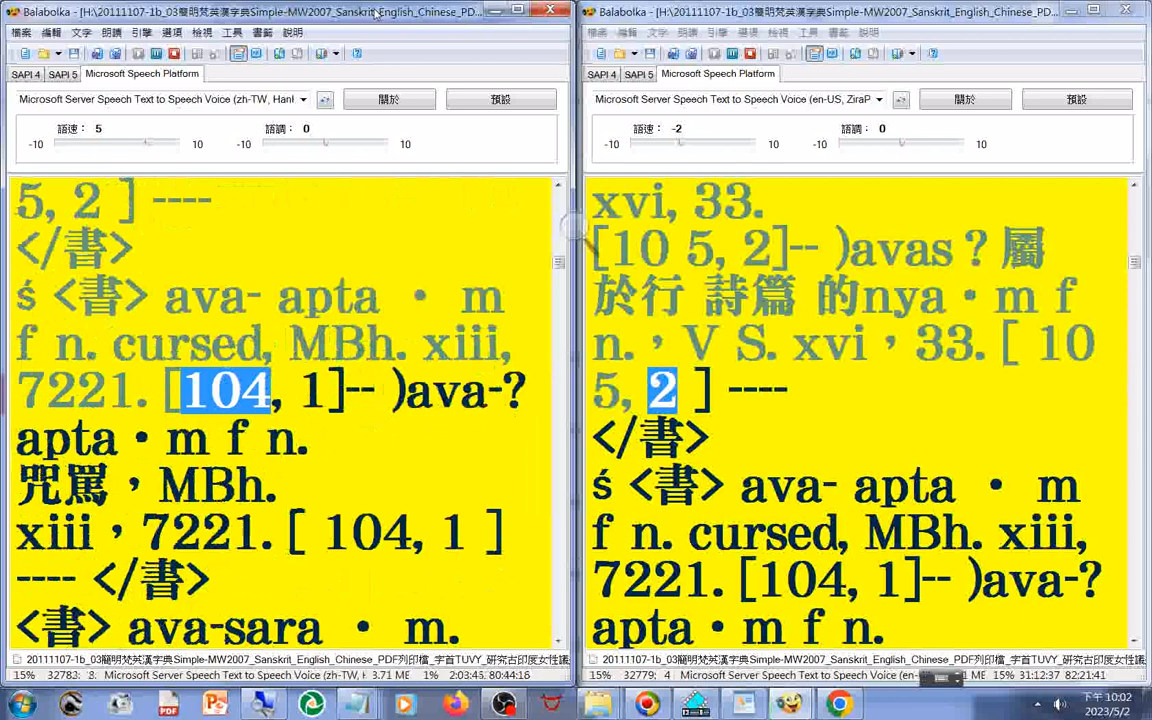 Balabolka - [H:\20111107-1b_03簡明梵英漢字典Simple-MW2007_Sanskrit_English_Chinese_PD...
檔案 編輯 文字 朗讀 引擎 選項 檢視 工具 書籤 說明
SAPI 4 SAPI 5 Microsoft Speech Platform
Microsoft Server Speech Text to Speech Voice (zh-TW, Hanl 關於 預設
語速： 5 語調： 0
-10 10 -10 10
5, 2 ] ----
</書>
ś <書> ava- apta · m
f n. cursed, MBh. xiii,
7221. [104, 1]-- )ava-?
apta·m f n.
咒罵，MBh.
xiii，7221. [ 104, 1 ]
---- </書>
<書> ava-sara · m.
20111107-1b_03簡明梵英漢字典Simple-MW2007_Sanskrit_English_Chinese_PDF列印檔_字首TUVY_研究古印度女性議
15% 32783: 8. Microsoft Server Speech Text to Speech Voice (zh-TW, H 3.71 ME 1% 2:03:45. 80:44:16
Balabolka - [H:\20111107-1b_03簡明梵英漢字典Simple-MW2007_Sanskrit_English_Chinese_PD...
檔案 編輯 文字 朗讀 引擎 選項 檢視 工具 書籤 說明
SAPI 4 SAPI 5 Microsoft Speech Platform
Microsoft Server Speech Text to Speech Voice (en-US, ZiraP 關於 預設
語速： -2 語調： 0
-10 10 -10 10
xvi, 33.
[10 5, 2]-- )avas？屬
於行 詩篇 的nya·m f
n.，V S. xvi，33. [ 10
5, 2 ] ----
</書>
ś <書> ava- apta · m
f n. cursed, MBh. xiii,
7221. [104, 1]-- )ava-?
apta·m f n.
20111107-1b_03簡明梵英漢字典Simple-MW2007_Sanskrit_English_Chinese_PDF列印檔_字首TUVY_研究古印度女性議
15% 32779: 4 Microsoft Server Speech Text to Speech Voice (en-US, 15% 31:12:37 82:21:41
下午 10:02
2023/5/2